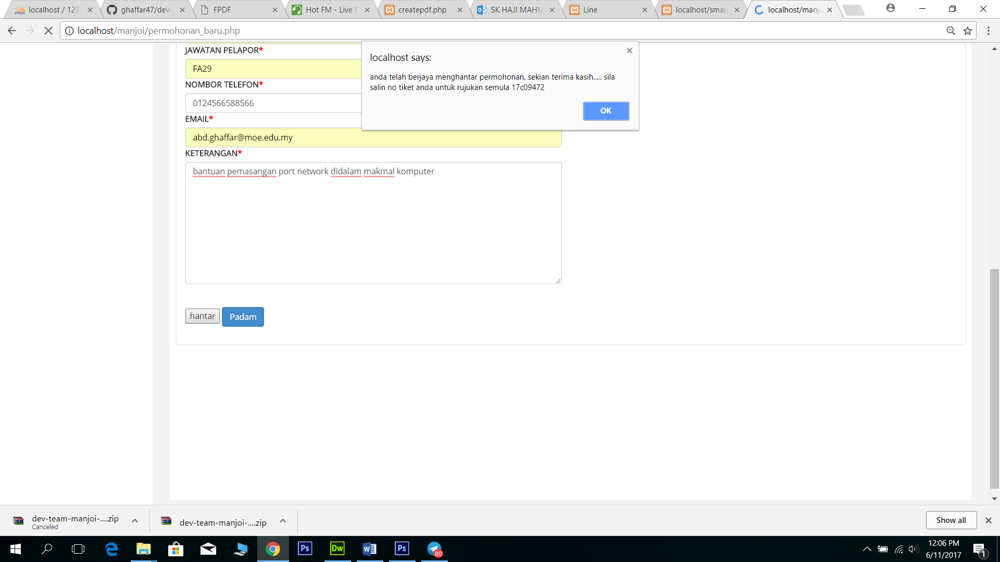 localhost / 127.
ghaffar47/dev-
FPDF
Hot FM - Live
createpdf.php
SK HAJI MAHM
Line
localhost/smar
localhost/manjo
localhost/manjoi/permohonan_baru.php
JAWATAN PELAPOR*
FA29
NOMBOR TELEFON*
0124566588566
EMAIL*
abd.ghaffar@moe.edu.my
KETERANGAN*
bantuan pemasangan port network didalam makmal komputer
hantar
Padam
localhost says:
anda telah berjaya menghantar permohonan, sekian terima kasih..... sila
salin no tiket anda untuk rujukan semula 17c09472
OK
dev-team-manjoi-....zip
Canceled
dev-team-manjoi-....zip
Show all
Ps
Dw
Ps
80
12:06 PM
6/11/2017
1